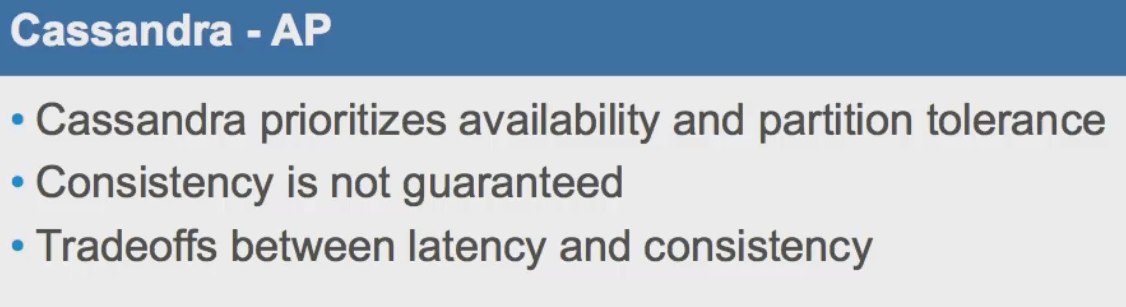 Cassandra - AP
• Cassandra prioritizes availability and partition tolerance
• Consistency is not guaranteed
• Tradeoffs between latency and consistency